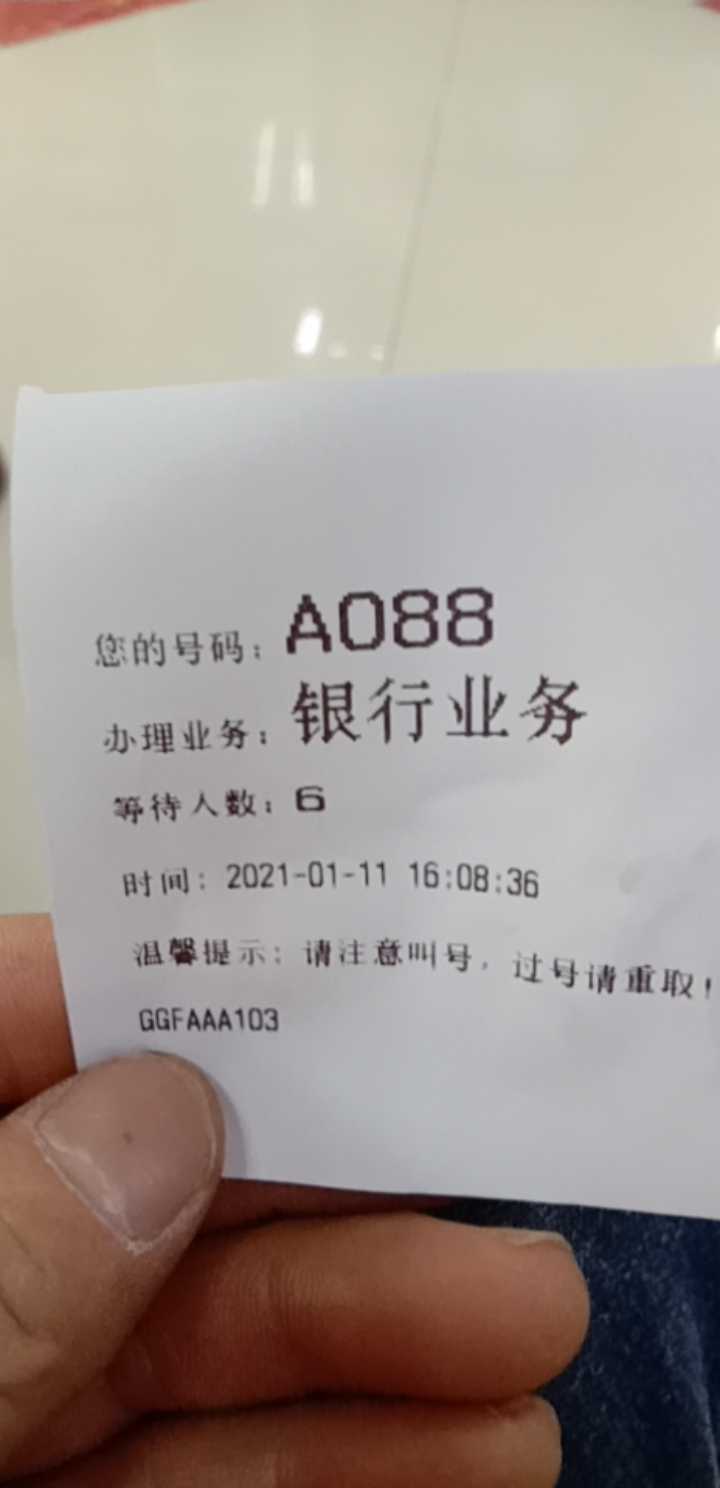 您的号码：A088
办理业务：银行业务
等待人数：6
时间：2021-01-11 16:08:36
温馨提示：请注意叫号，过号请重取！
GGFAAA103